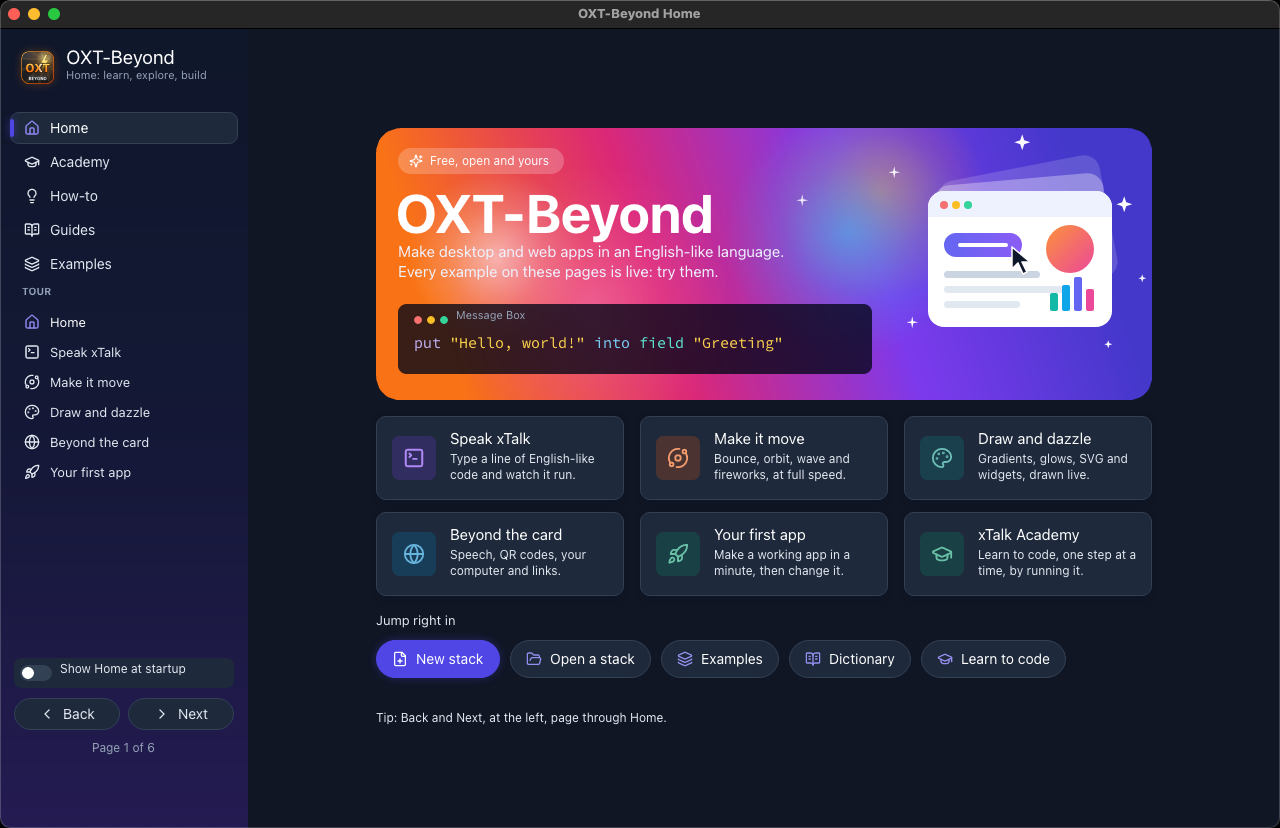 OXT-Beyond Home
OXT
BEYOND
OXT-Beyond
Home: learn, explore, build
Home
Academy
How-to
Guides
Examples
TOUR
Home
Speak xTalk
Make it move
Draw and dazzle
Beyond the card
Your first app
Show Home at startup
Back
Next
Page 1 of 6
Free, open and yours
OXT-Beyond
Make desktop and web apps in an English-like language.
Every example on these pages is live: try them.
Message Box
put "Hello, world!" into field "Greeting"
Speak xTalk
Type a line of English-like
code and watch it run.
Make it move
Bounce, orbit, wave and
fireworks, at full speed.
Draw and dazzle
Gradients, glows, SVG and
widgets, drawn live.
Beyond the card
Speech, QR codes, your
computer and links.
Your first app
Make a working app in a
minute, then change it.
xTalk Academy
Learn to code, one step at a
time, by running it.
Jump right in
New stack
Open a stack
Examples
Dictionary
Learn to code
Tip: Back and Next, at the left, page through Home.